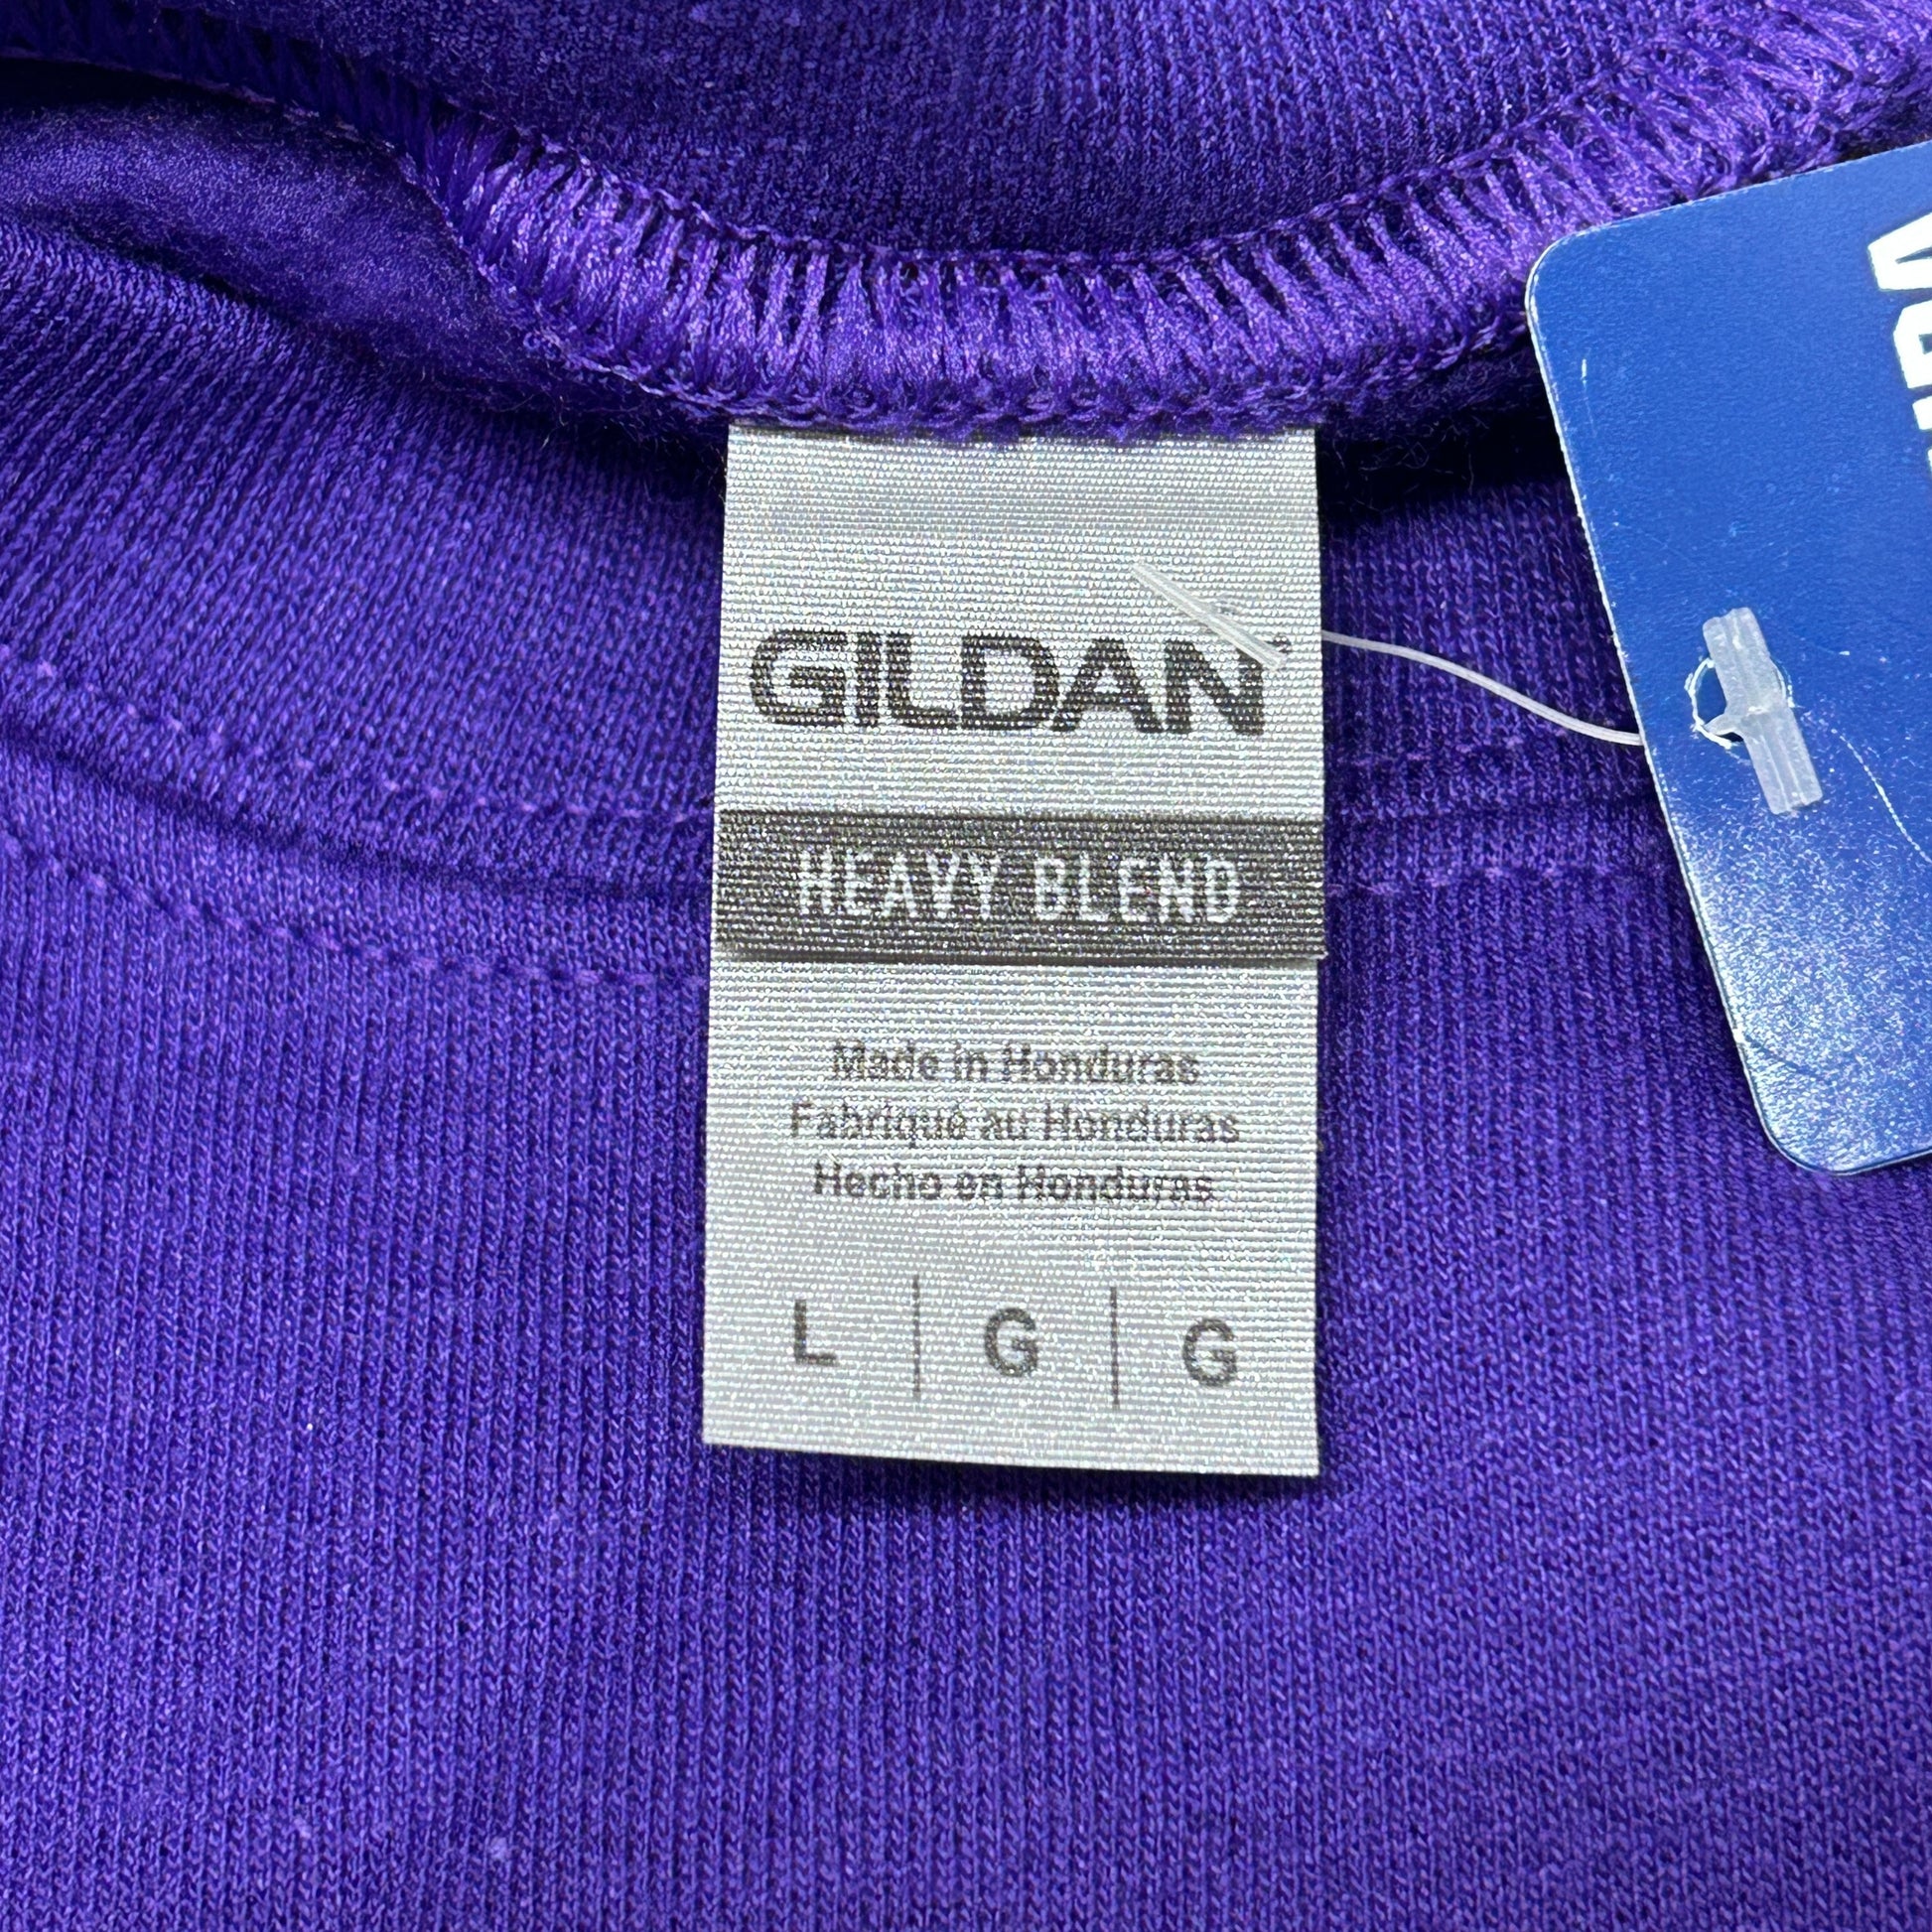 GILDAN®
HEAVY BLEND
Made in Honduras
Fabriqué au Honduras
Hecho en Honduras
L | G | G